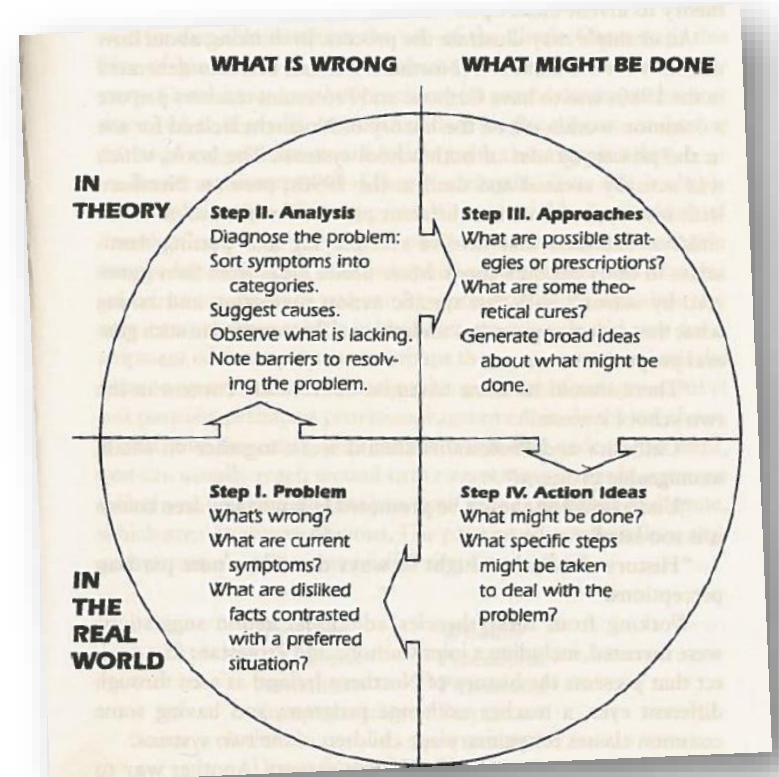 WHAT IS WRONG
WHAT MIGHT BE DONE
IN
THEORY
Step II. Analysis
Diagnose the problem:
Sort symptoms into
categories.
Suggest causes.
Observe what is lacking.
Note barriers to resolv-
ing the problem.
Step III. Approaches
What are possible strat-
egies or prescriptions?
What are some theo-
retical cures?
Generate broad ideas
about what might be
done.
IN
THE
REAL
WORLD
Step I. Problem
What's wrong?
What are current
symptoms?
What are disliked
facts contrasted
with a preferred
situation?
Step IV. Action Ideas
What might be done?
What specific steps
might be taken
to deal with the
problem?